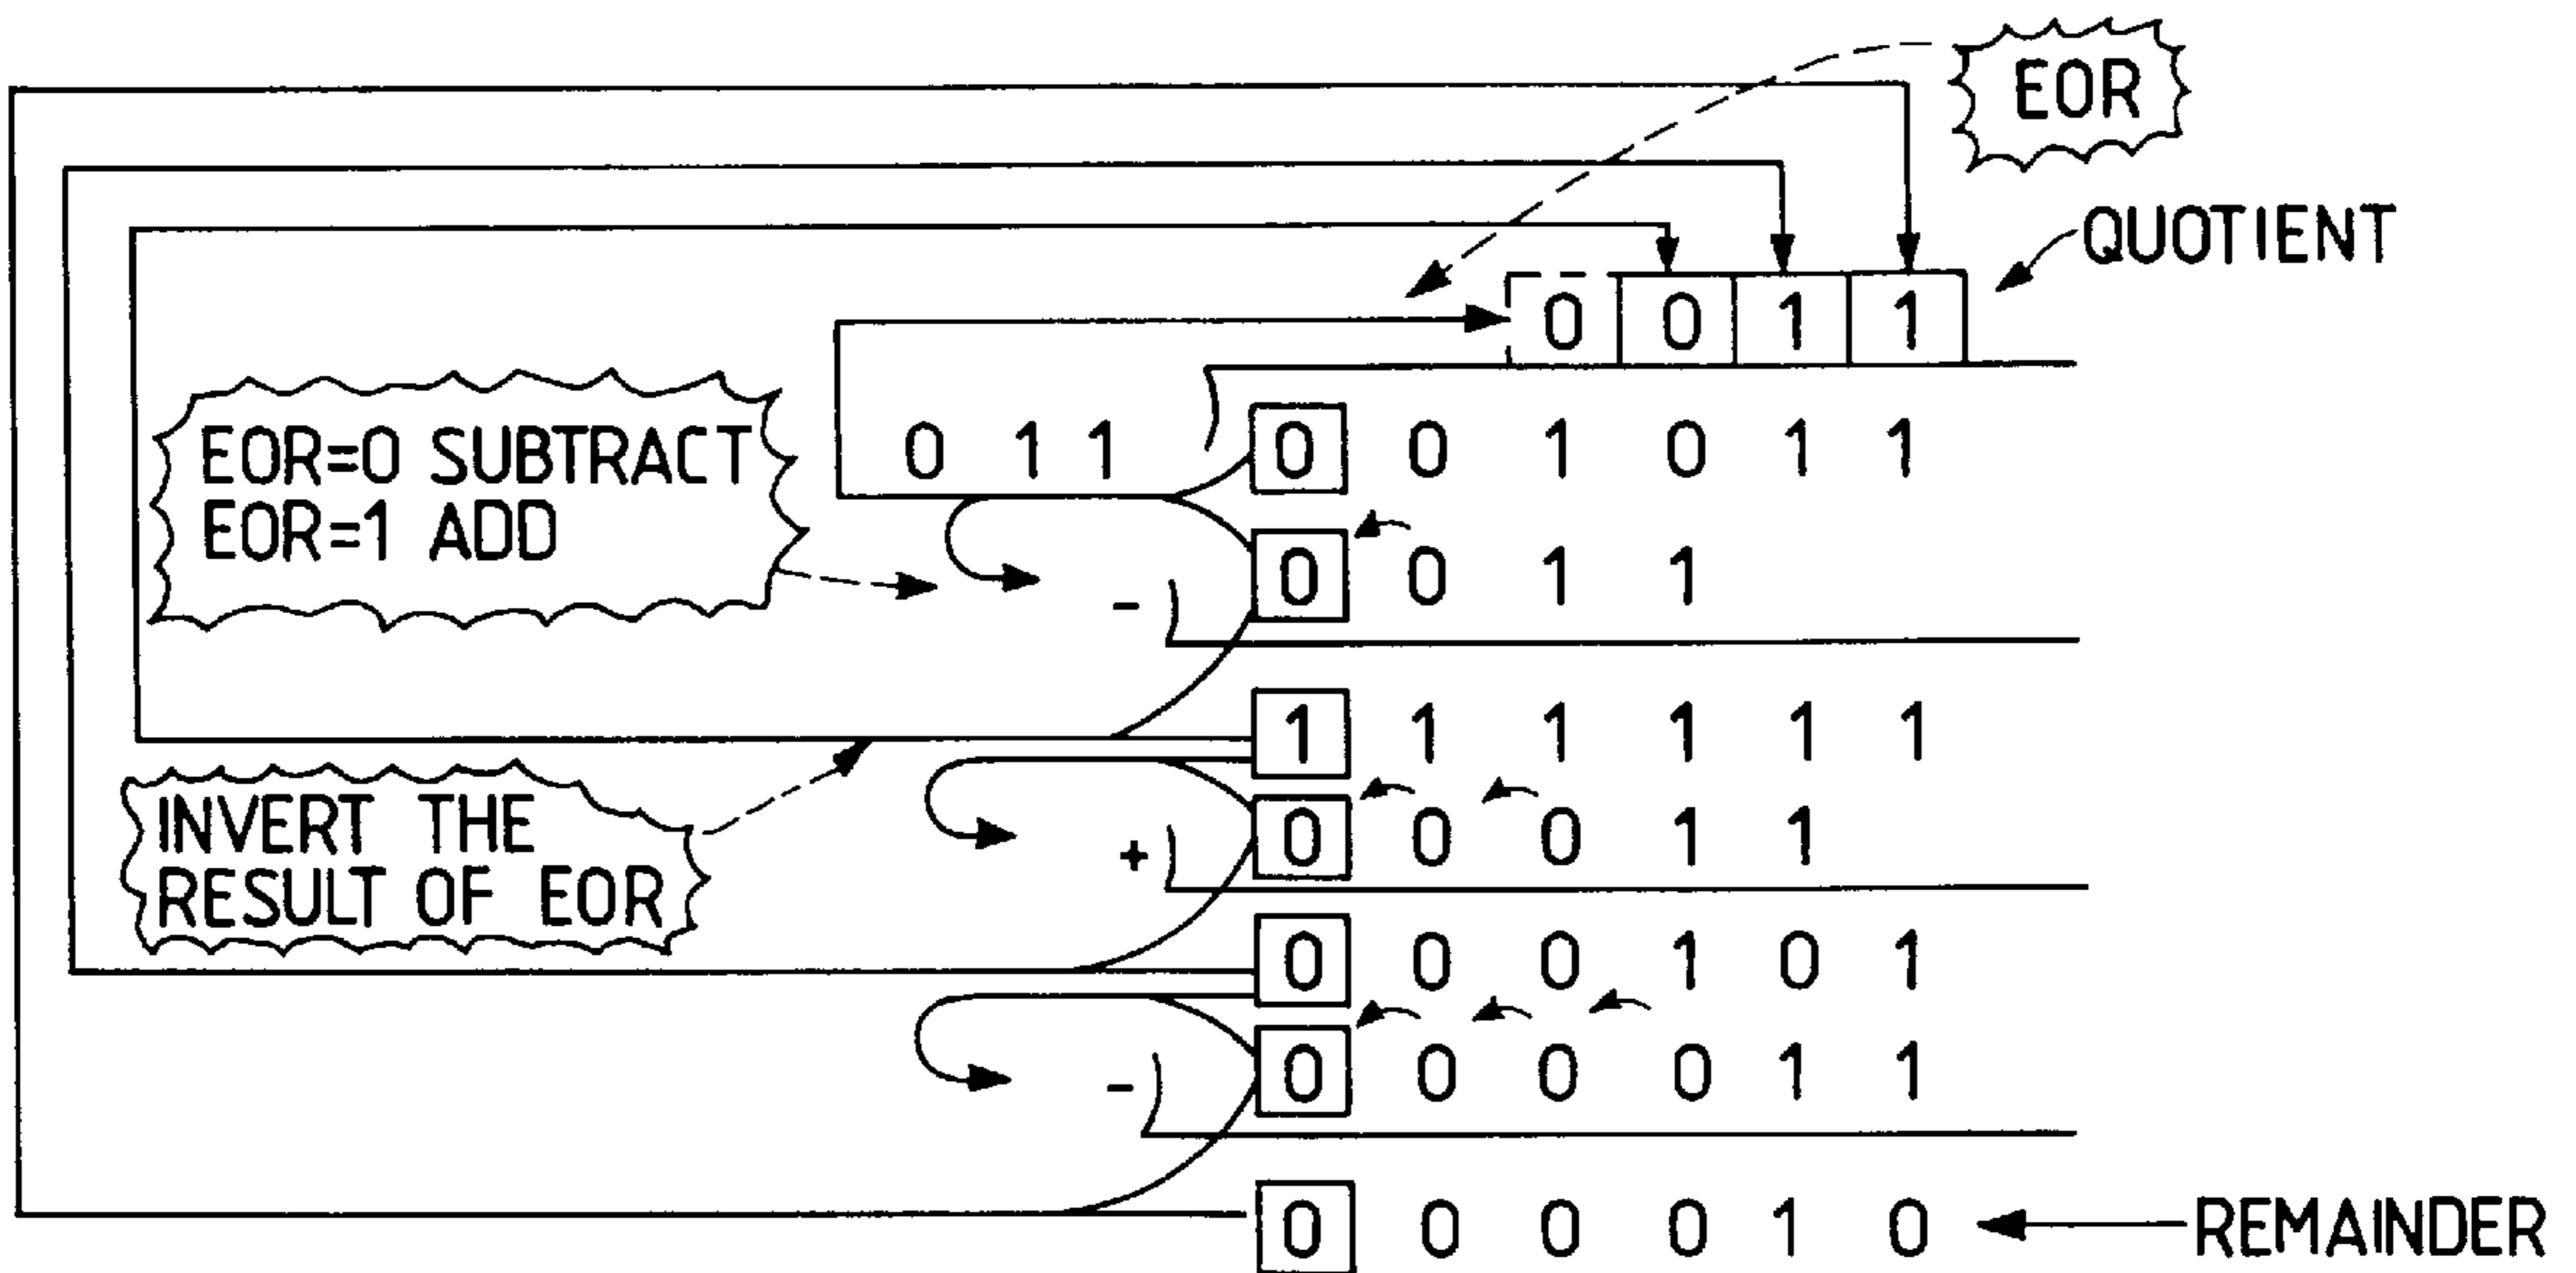 EOR
QUOTIENT
0 0 1 1
EOR=0 SUBTRACT
EOR=1 ADD
0 1 1 0 0 1 0 1 1
- 0 0 1 1
1 1 1 1 1 1
INVERT THE
RESULT OF EOR
+ 0 0 0 1 1
0 0 0 1 0 1
- 0 0 0 0 1 1
0 0 0 0 1 0 REMAINDER